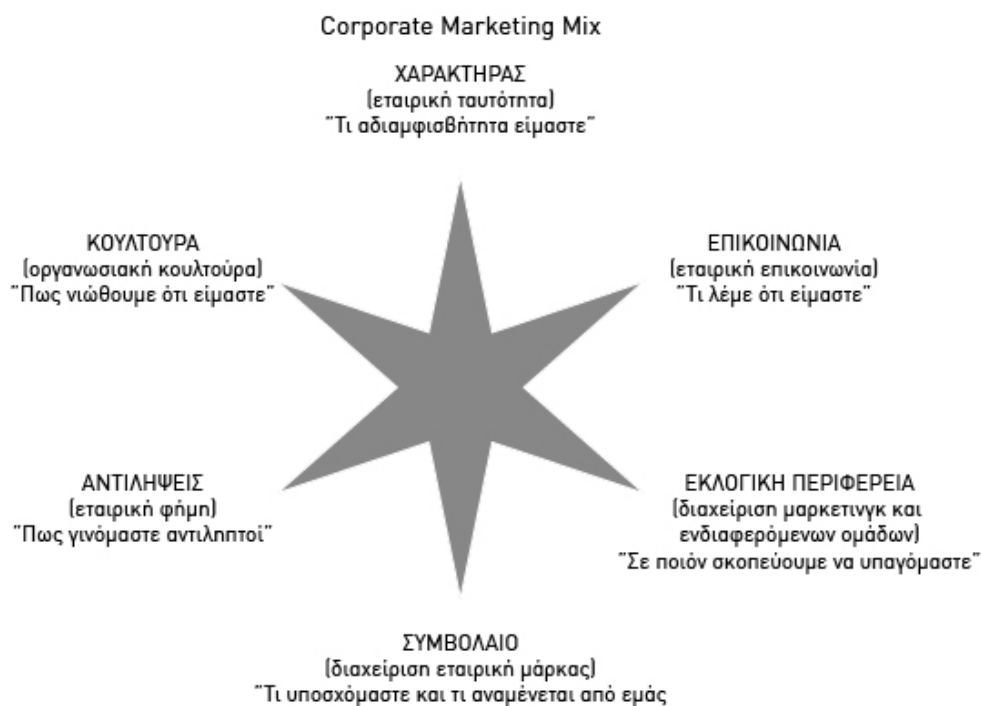 Corporate Marketing Mix
ΧΑΡΑΚΤΗΡΑΣ
(εταιρική ταυτότητα)
"Τι αδιαμφισβήτητα είμαστε"
ΚΟΥΛΤΟΥΡΑ
(οργανωσιακή κουλτούρα)
"Πως νιώθουμε ότι είμαστε"
ΕΠΙΚΟΙΝΩΝΙΑ
(εταιρική επικοινωνία)
"Τι λέμε ότι είμαστε"
ΑΝΤΙΛΗΨΕΙΣ
(εταιρική φήμη)
"Πως γινόμαστε αντιληπτοί"
ΕΚΛΟΓΙΚΗ ΠΕΡΙΦΕΡΕΙΑ
(διαχείριση μαρκετινγκ και
ενδιαφερόμενων ομάδων)
"Σε ποιόν σκοπεύουμε να υπαγόμαστε"
ΣΥΜΒΟΛΑΙΟ
(διαχείριση εταιρική μάρκας)
"Τι υποσχόμαστε και τι αναμένεται από εμάς